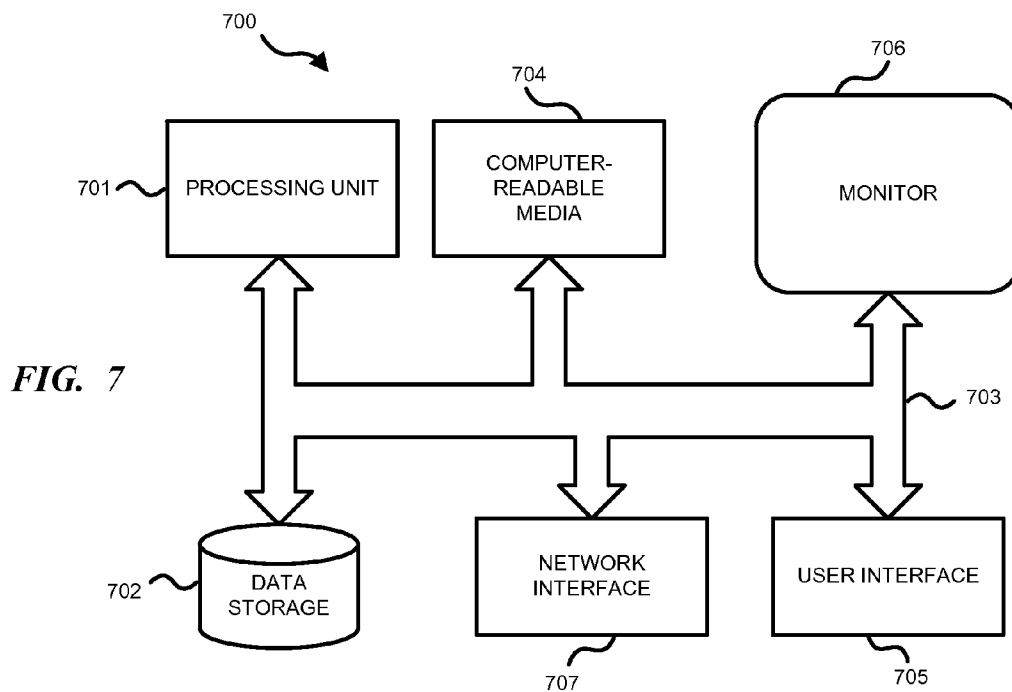 700
704
706
701
PROCESSING UNIT
COMPUTER-
READABLE
MEDIA
MONITOR
FIG. 7
703
702
DATA
STORAGE
NETWORK
INTERFACE
USER INTERFACE
707
705